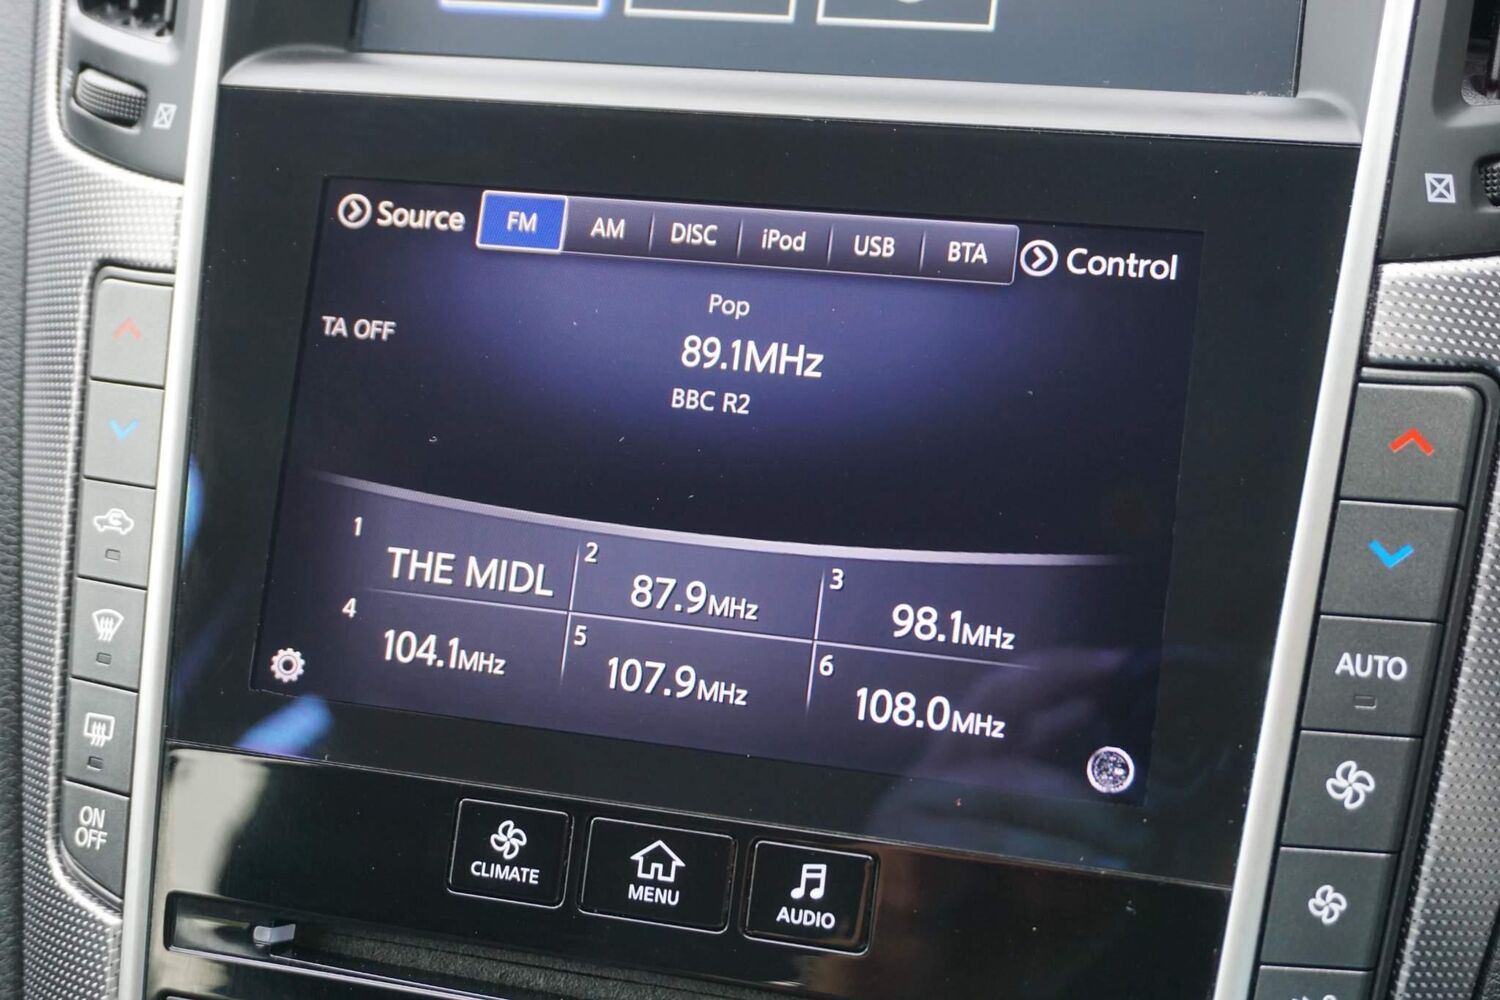 Source FM AM DISC iPod USB BTA Control
Pop
TA OFF
89.1MHz
BBC R2
1 THE MIDL
2 87.9MHz
3 98.1MHz
4 104.1MHz
5 107.9MHz
6 108.0MHz
CLIMATE
MENU
AUDIO
ON
OFF
AUTO